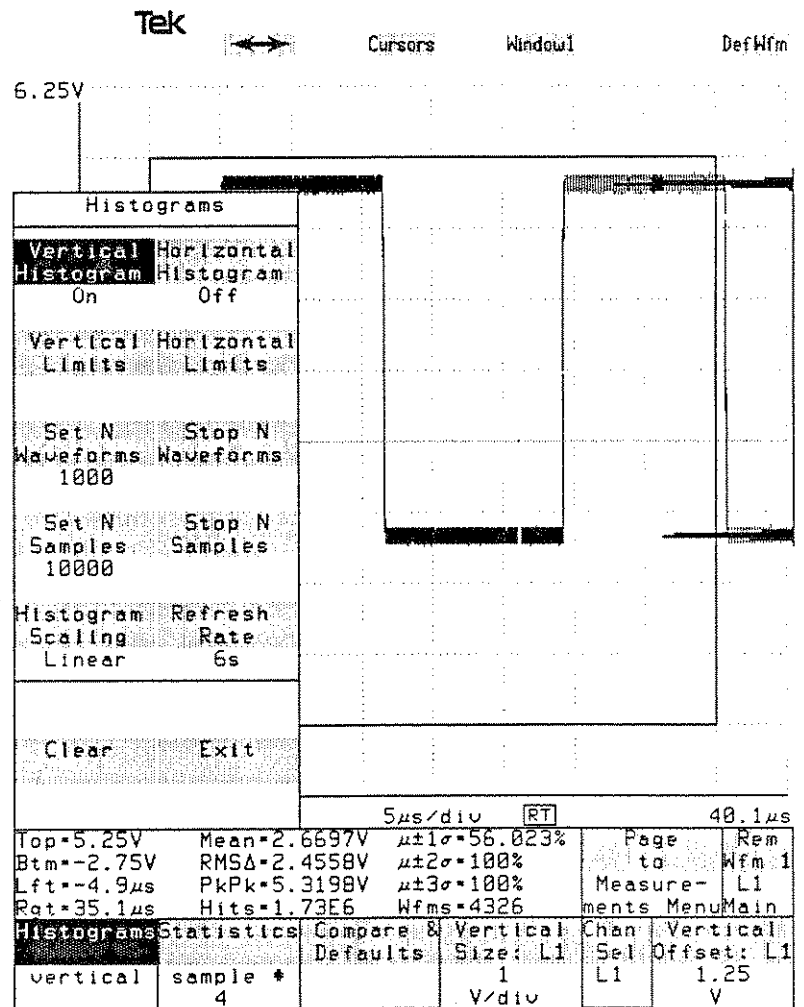 Tek
Cursors Window1 DefWfm
6.25V
Histograms
Vertical Horizontal
Histogram Histogram
On Off
Vertical Horizontal
Limits Limits
Set N Stop N
Waveforms Waveforms
1000
Set N Stop N
Samples Samples
10000
Histogram Refresh
Scaling Rate
Linear 6s
Clear Exit
5µs/div RT 40.1µs
Top=5.25V Mean=2.6697V µ±1σ=56.023% Page Rem
Btm=-2.75V RMSΔ=2.4558V µ±2σ=100% to Wfm 1
Lft=-4.9µs PkPk=5.3198V µ±3σ=100% Measure- L1
Rgt=35.1µs Hits=1.73E6 Wfms=4326 ments Menu Main
Histograms Statistics Compare & Vertical Chan Vertical
Defaults Size: L1 Sel Offset: L1
vertical sample # 1 L1 1.25
4 V/div V